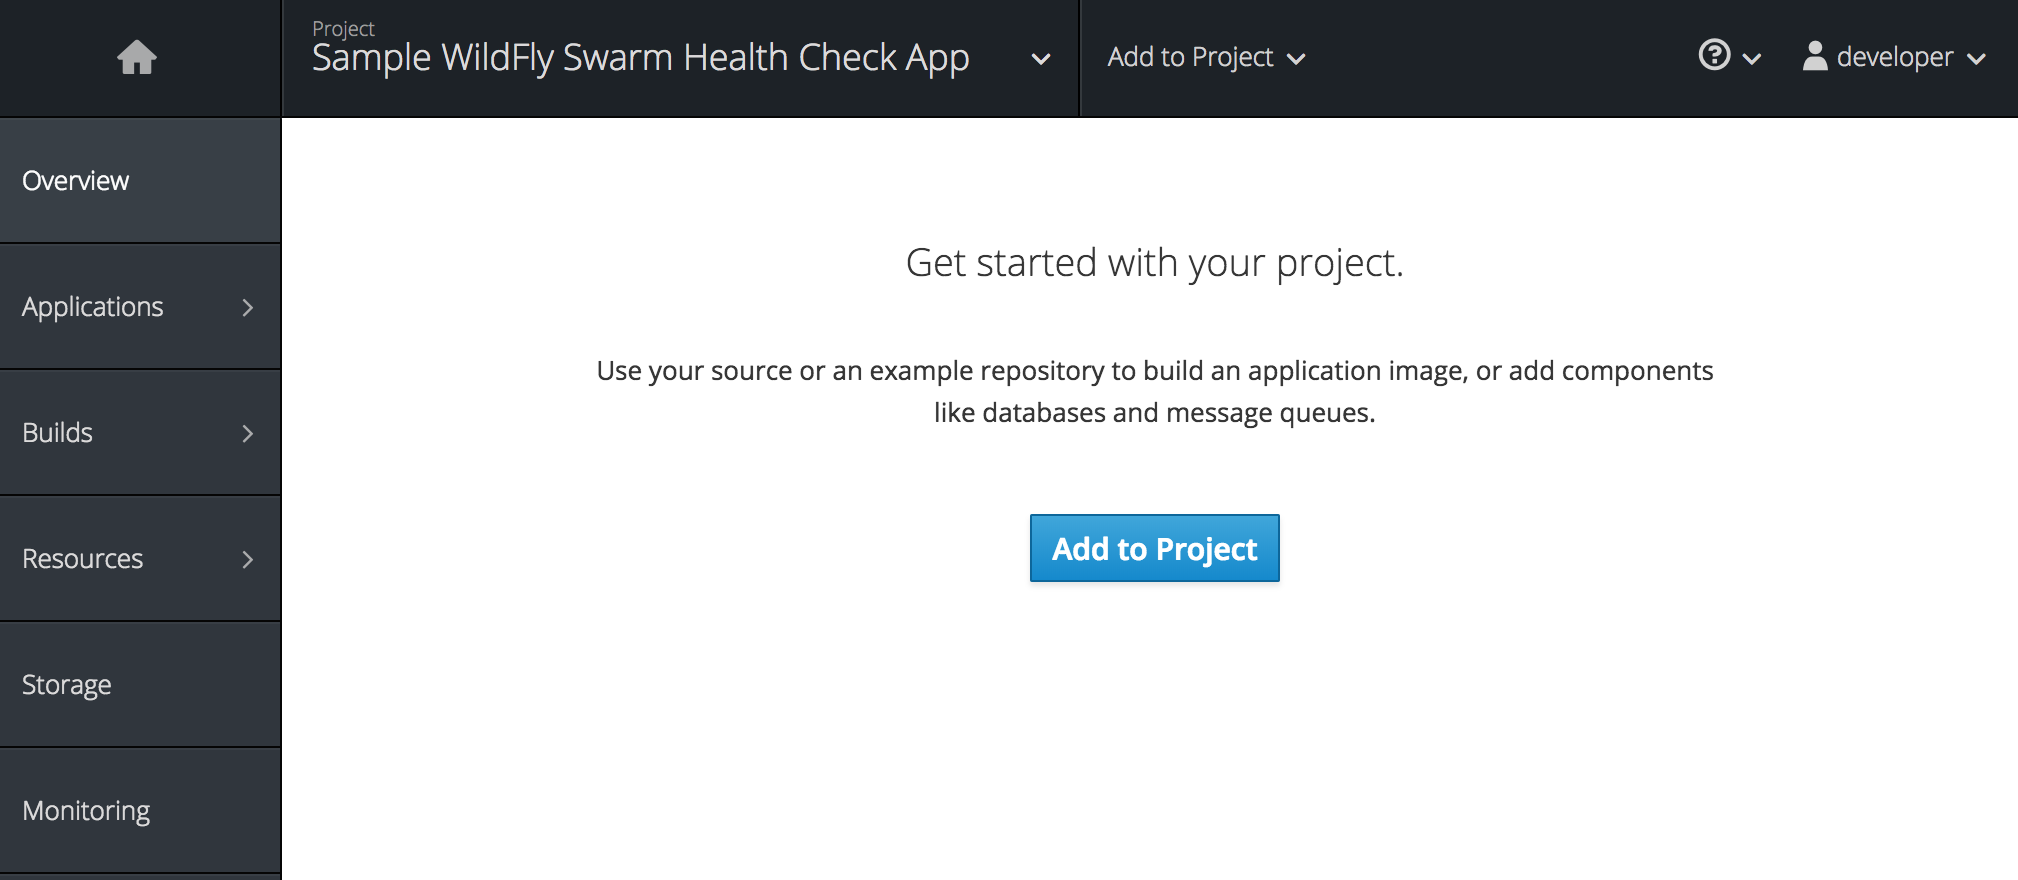 Project
Sample WildFly Swarm Health Check App
Add to Project
developer
Overview
Applications
Builds
Resources
Storage
Monitoring
Get started with your project.
Use your source or an example repository to build an application image, or add components
like databases and message queues.
Add to Project